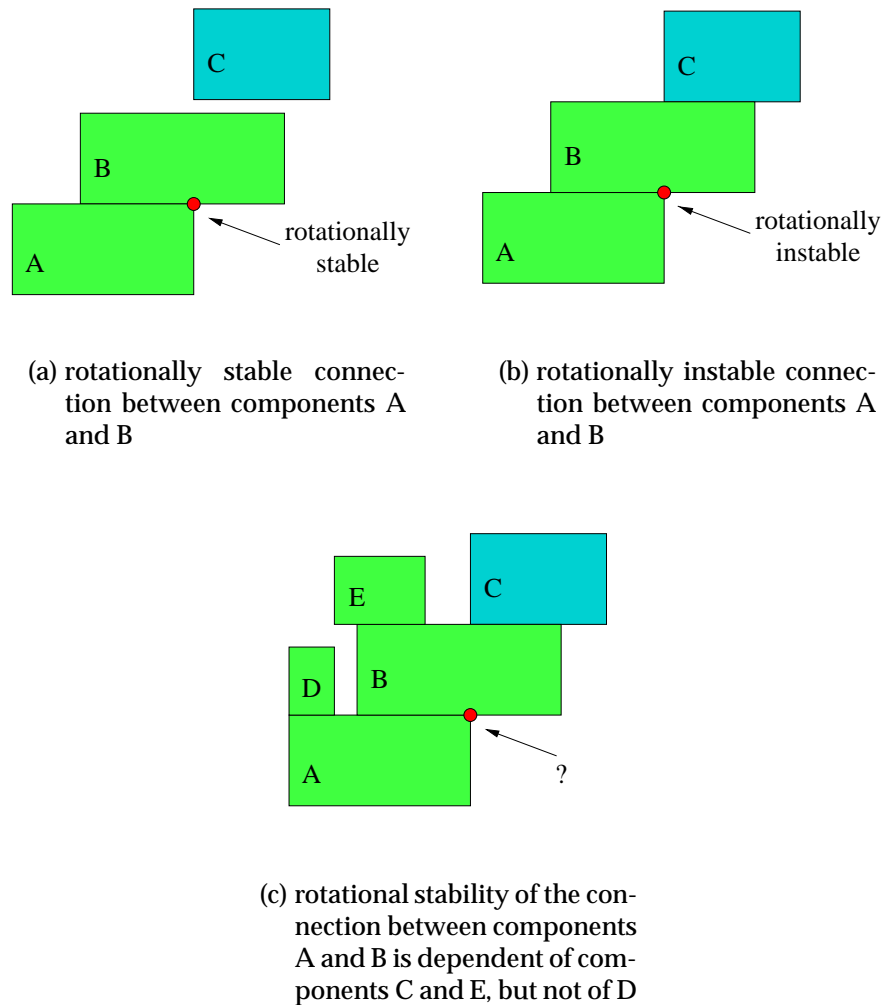 C
B
A
rotationally
stable
C
B
A
rotationally
instable
(a) rotationally stable connec-
tion between components A
and B
(b) rotationally instable connec-
tion between components A
and B
E
C
D
B
A
?
(c) rotational stability of the con-
nection between components
A and B is dependent of com-
ponents C and E, but not of D